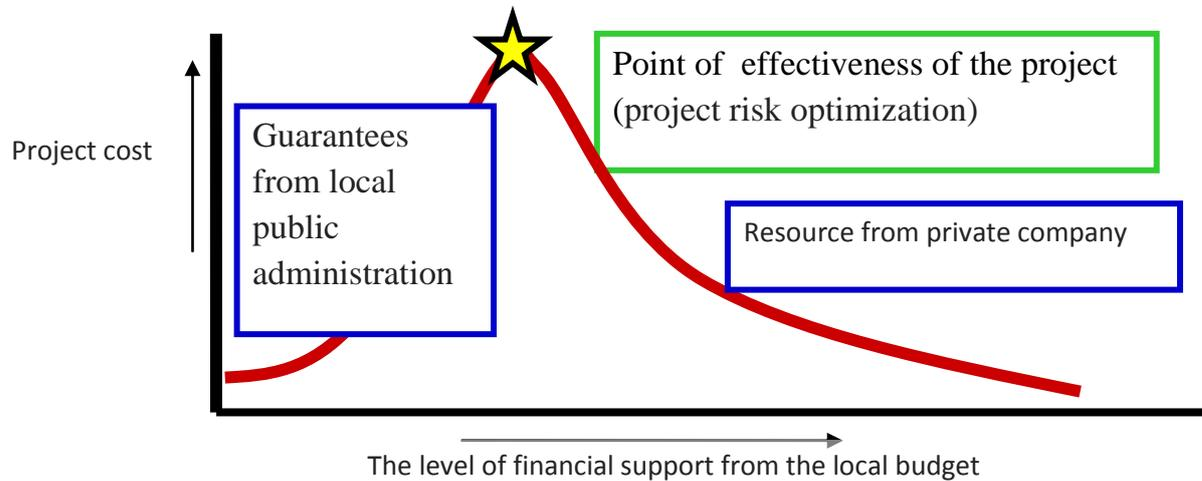 Point of  effectiveness of the project
(project risk optimization)
Guarantees
from local
public
administration
Project cost
Resource from private company
The level of financial support from the local budget